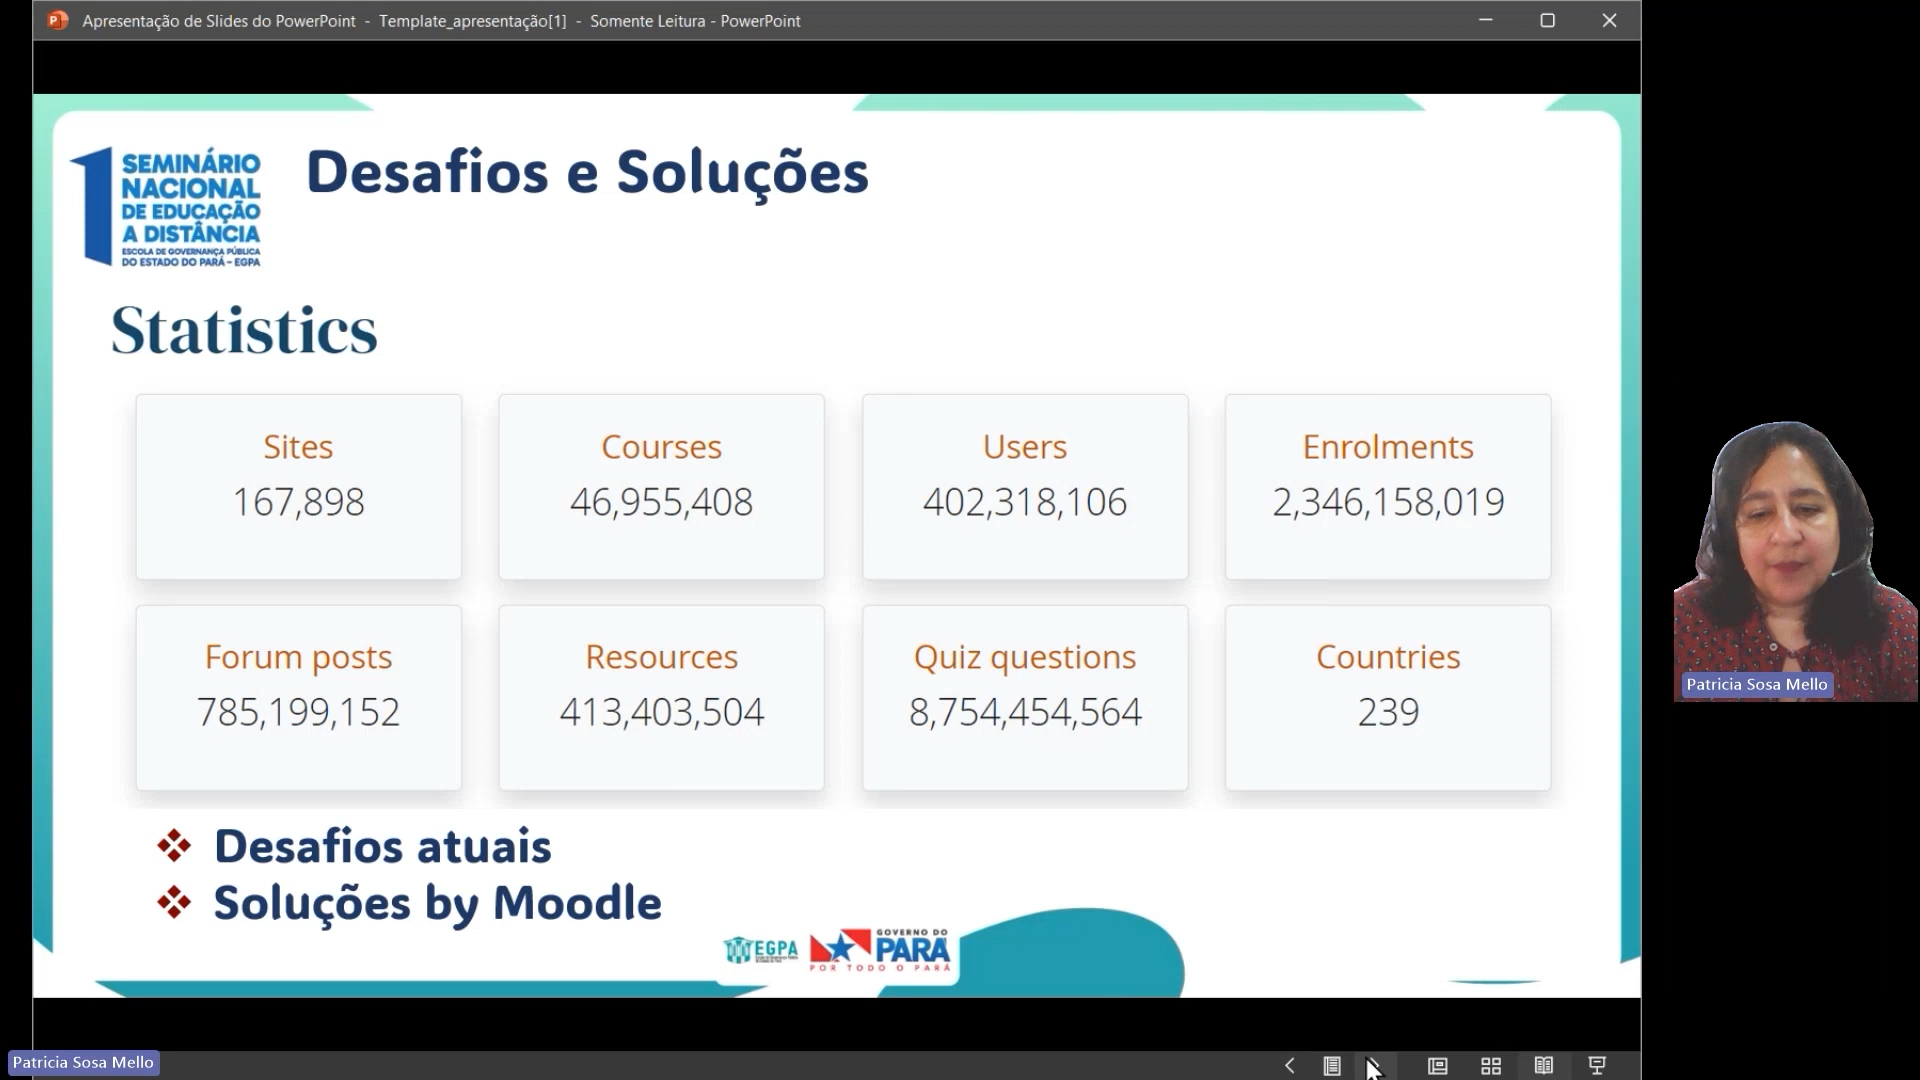 Apresentação de Slides do PowerPoint - Template_apresentação[1] - Somente Leitura - PowerPoint
1 SEMINÁRIO
NACIONAL
DE EDUCAÇÃO
A DISTÂNCIA
ESCOLA DE GOVERNANÇA PÚBLICA
DO ESTADO DO PARÁ - EGPA
Desafios e Soluções
Statistics
Sites
167,898
Courses
46,955,408
Users
402,318,106
Enrolments
2,346,158,019
Forum posts
785,199,152
Resources
413,403,504
Quiz questions
8,754,454,564
Countries
239
Desafios atuais
Soluções by Moodle
EGPA
GOVERNO DO
PARÁ
POR TODO O PARÁ
Patricia Sosa Mello
Patricia Sosa Mello